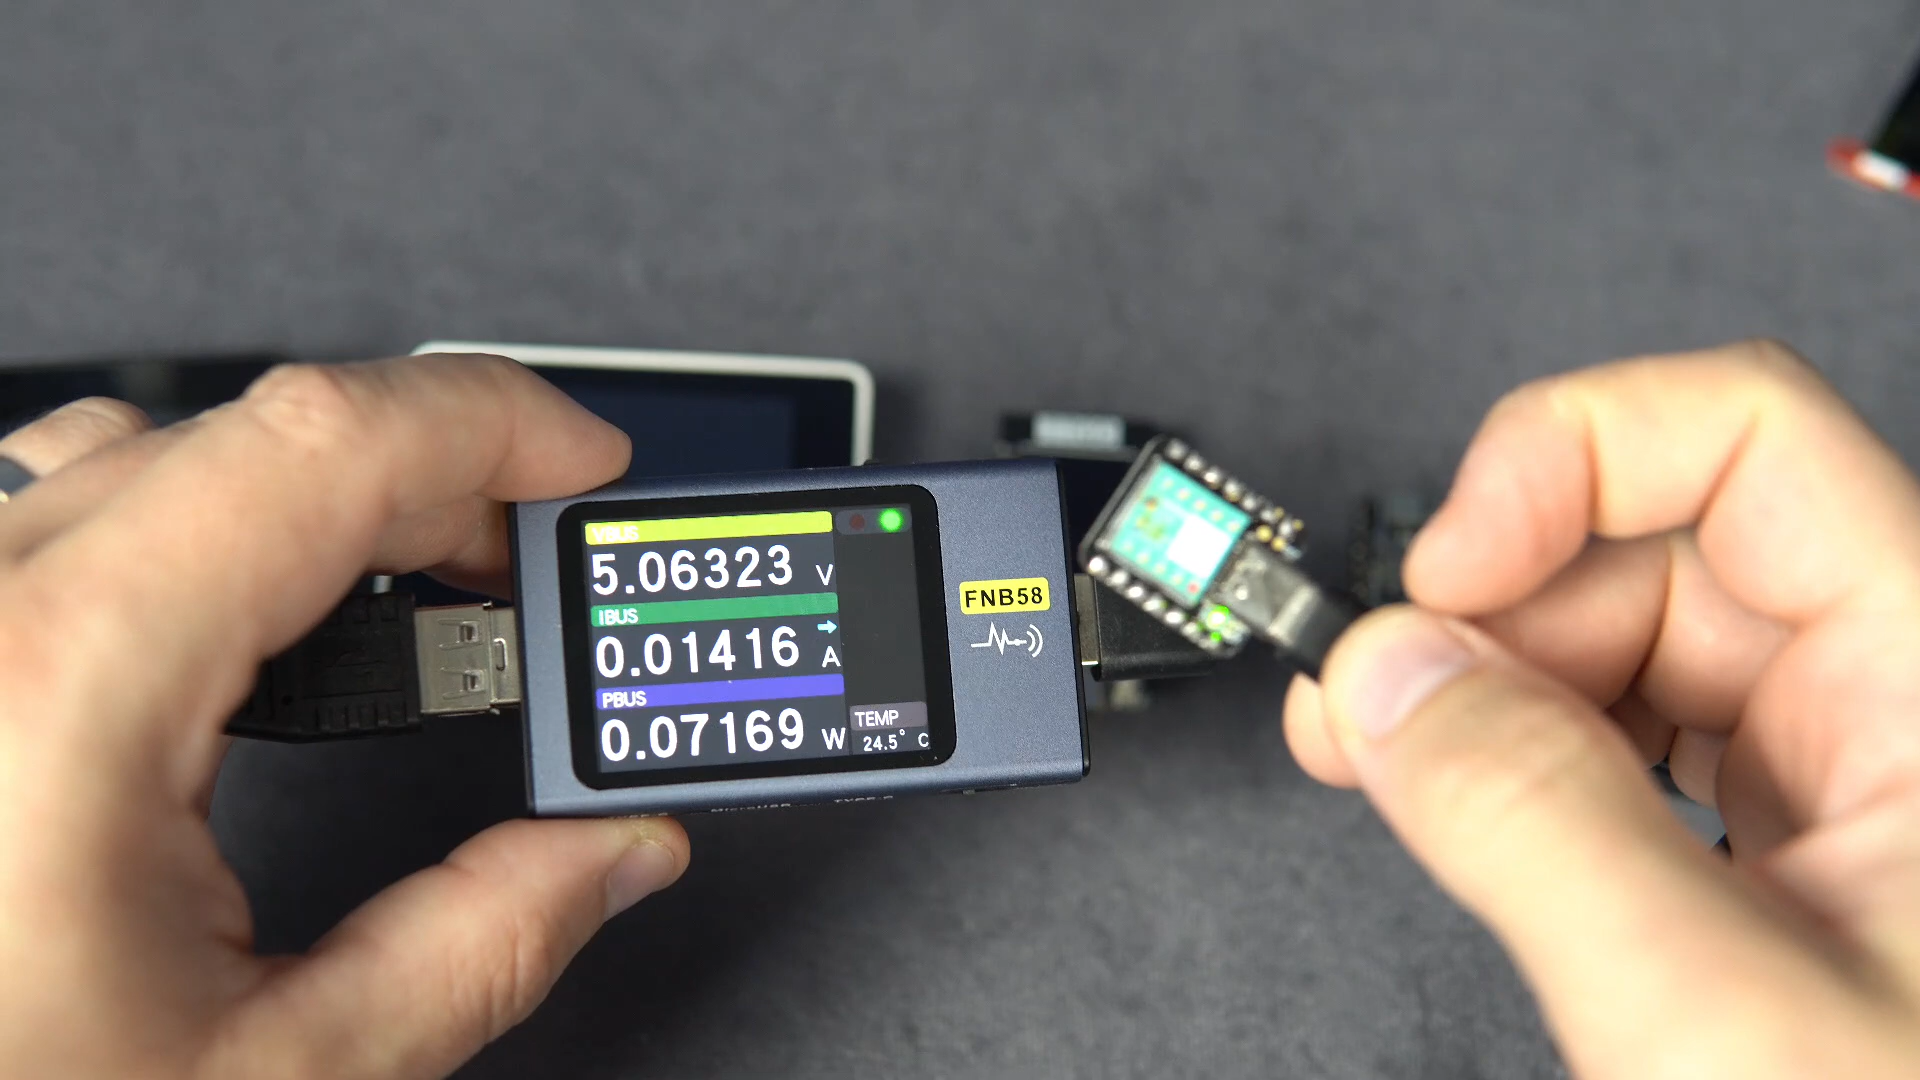 VBUS
5.06323 V
IBUS
0.01416 A
PBUS
0.07169 W
TEMP
24.5° C
FNB58